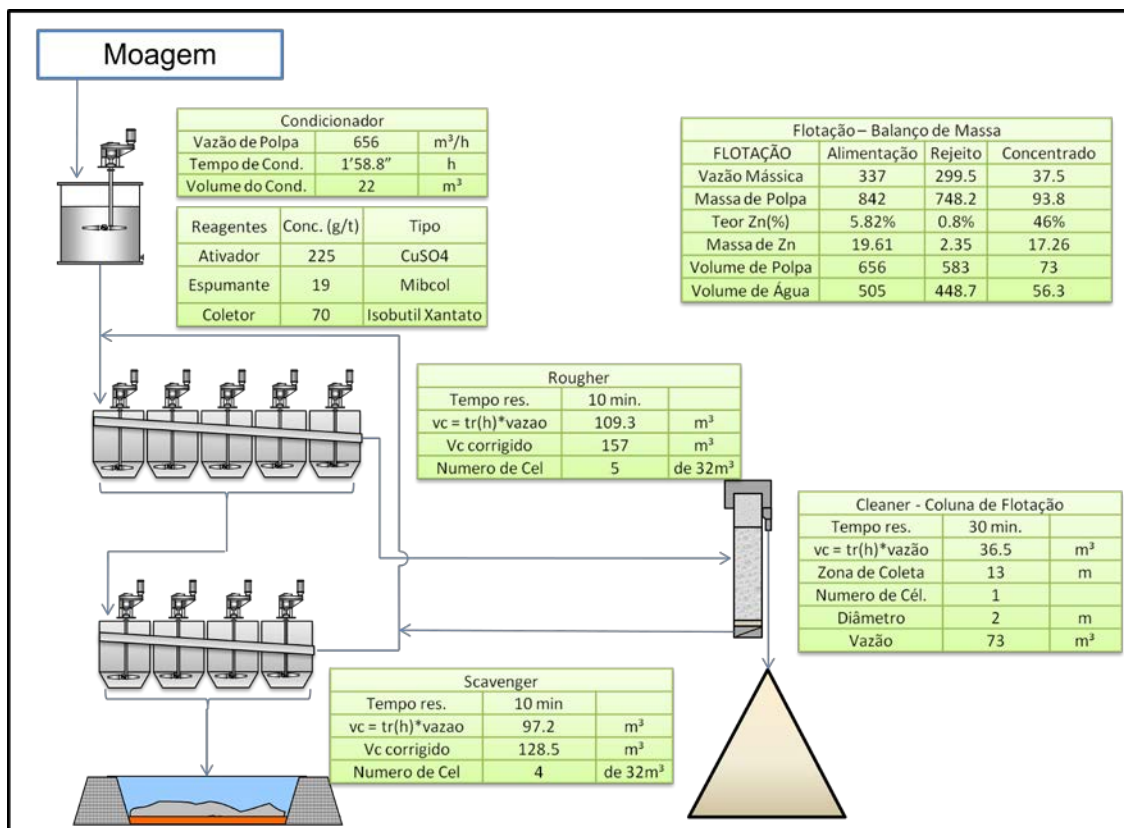 Moagem
Condicionador
Vazão de Polpa 656 m³/h
Tempo de Cond. 1'58.8” h
Volume do Cond. 22 m³
Reagentes Conc. (g/t) Tipo
Ativador 225 CuSO4
Espumante 19 Mibcol
Coletor 70 Isobutil Xantato
Flotação – Balanço de Massa
FLOTAÇÃO Alimentação Rejeito Concentrado
Vazão Mássica 337 299.5 37.5
Massa de Polpa 842 748.2 93.8
Teor Zn(%) 5.82% 0.8% 46%
Massa de Zn 19.61 2.35 17.26
Volume de Polpa 656 583 73
Volume de Água 505 448.7 56.3
Rougher
Tempo res. 10 min.
vc = tr(h)*vazao 109.3 m³
Vc corrigido 157 m³
Numero de Cel 5 de 32m³
Cleaner - Coluna de Flotação
Tempo res. 30 min.
vc = tr(h)*vazão 36.5 m³
Zona de Coleta 13 m
Numero de Cél. 1
Diâmetro 2 m
Vazão 73 m³
Scavenger
Tempo res. 10 min
vc = tr(h)*vazao 97.2 m³
Vc corrigido 128.5 m³
Numero de Cel 4 de 32m³